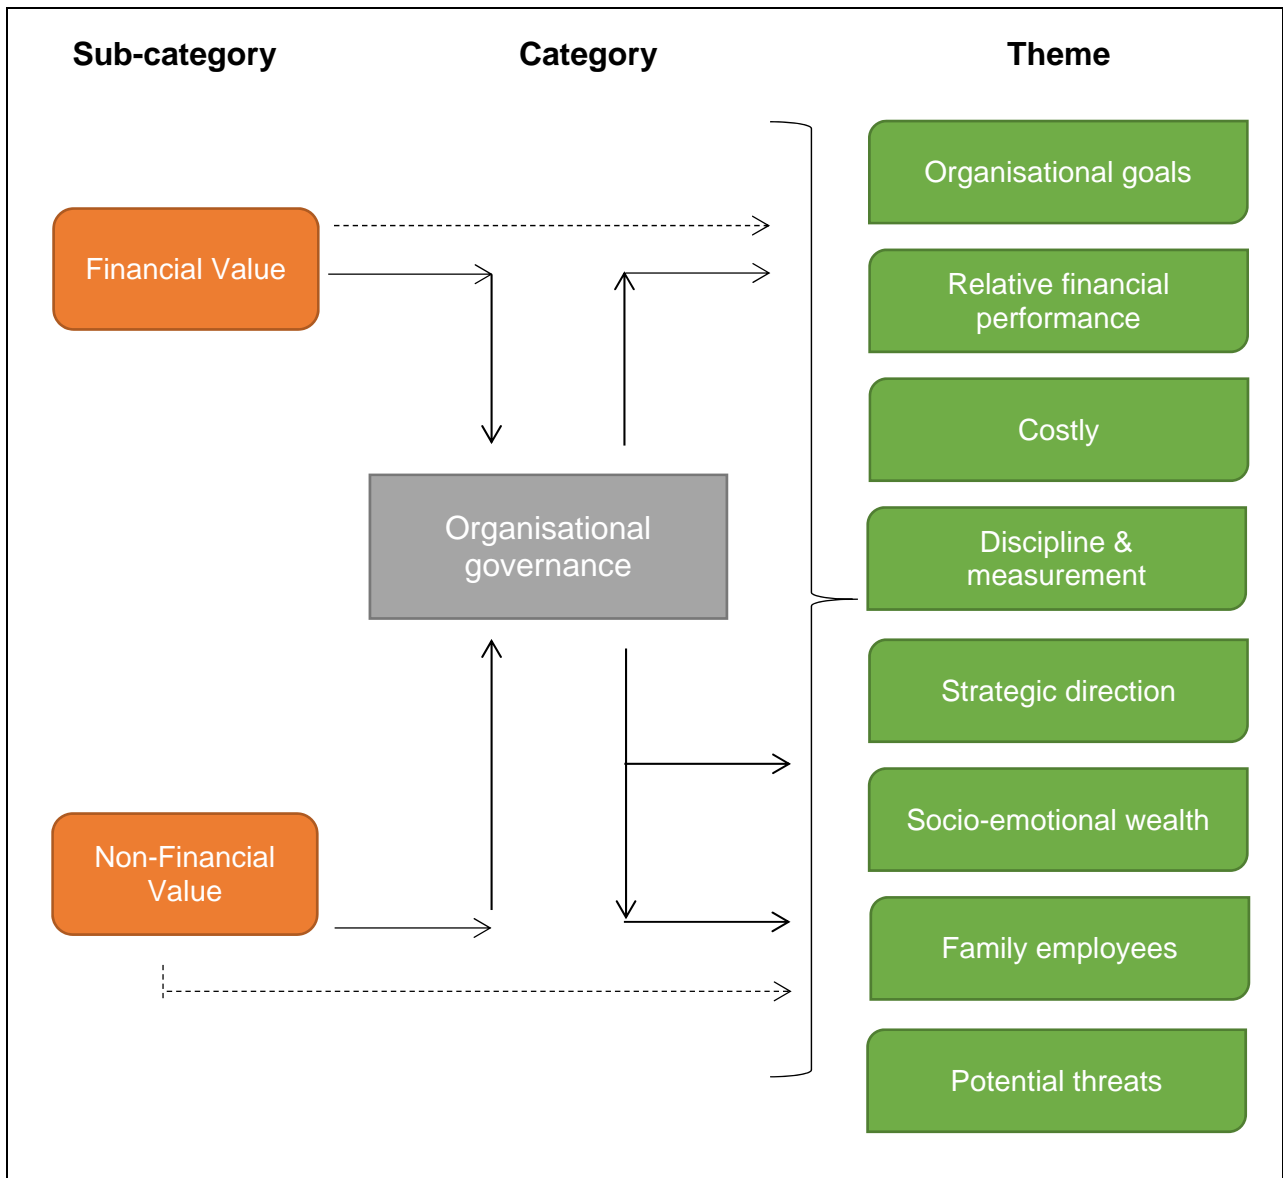 Sub-category
Category
Theme
Organisational goals
Financial Value
Relative financial
performance
Costly
Organisational
governance
Discipline &
measurement
Strategic direction
Socio-emotional wealth
Non-Financial
Value
Family employees
Potential threats